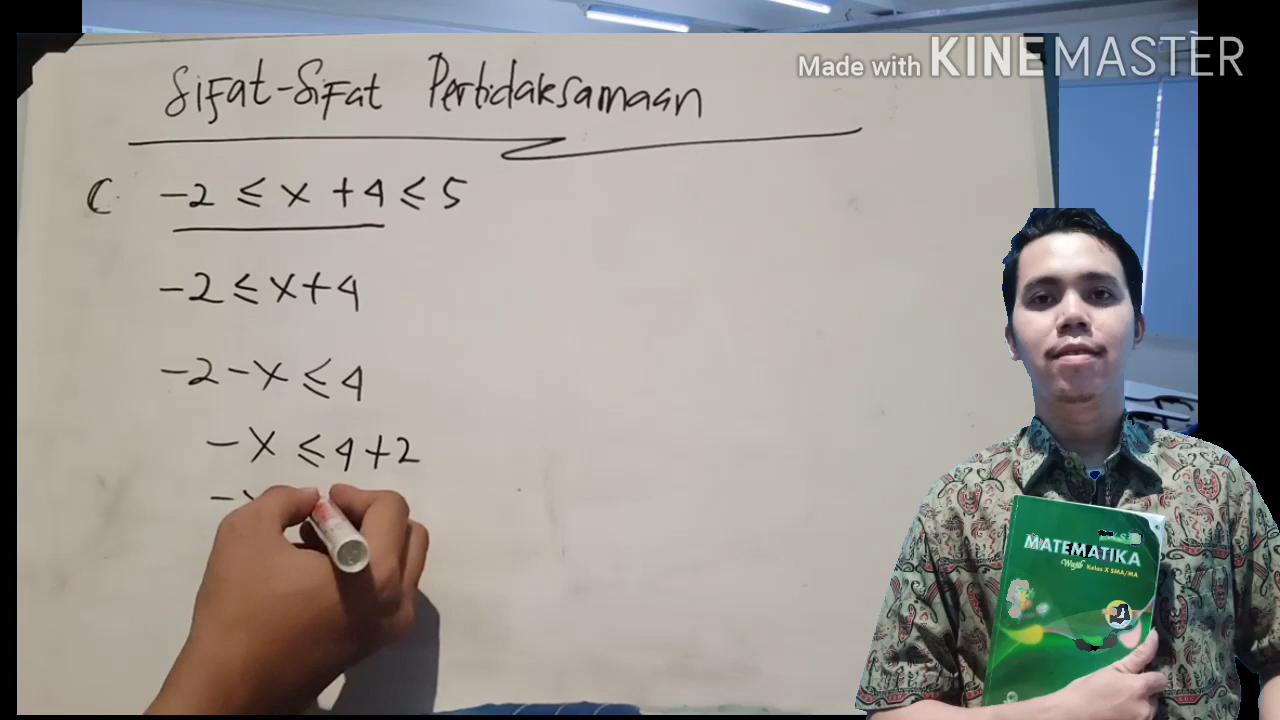 Made with KINEMASTER
Sifat-Sifat Pertidaksamaan
C. -2 ≤ x + 4 ≤ 5
-2 ≤ x + 4
-2 - x ≤ 4
-x ≤ 4 + 2
MATEMATIKA
Wajib Kelas X SMA/MA